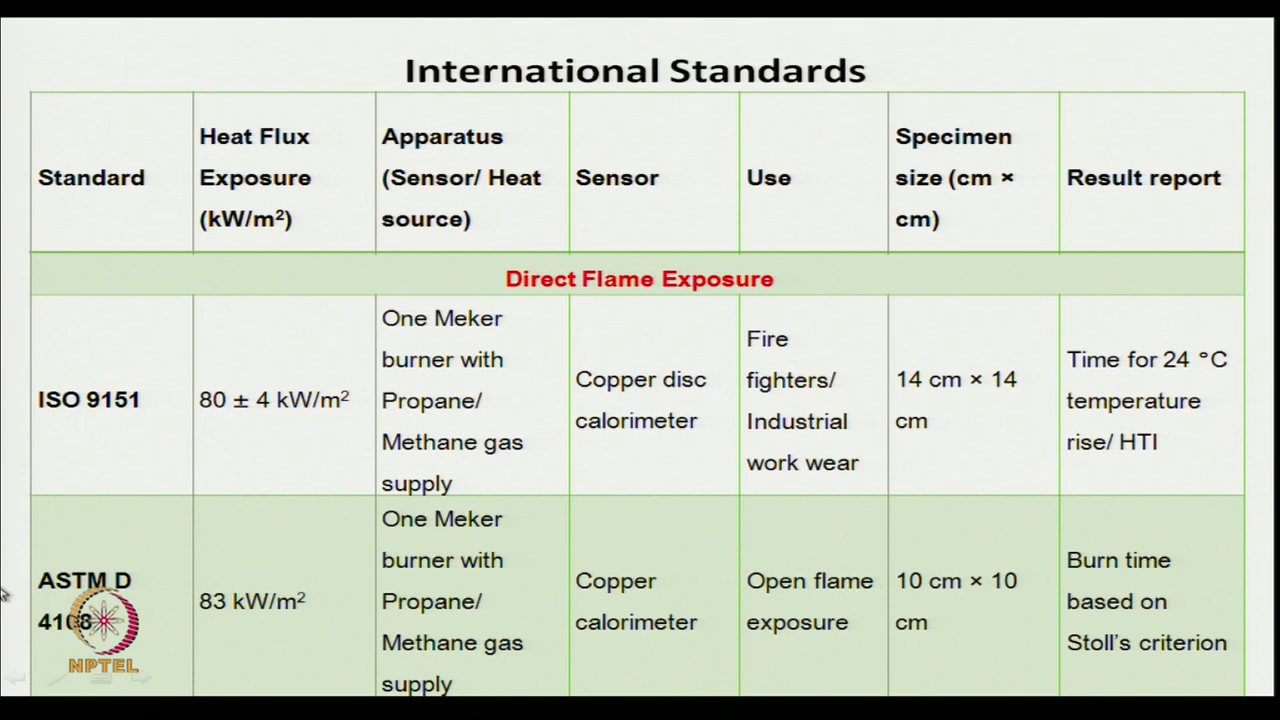 International Standards
Standard
Heat Flux
Exposure
(kW/m²)
Apparatus
(Sensor/ Heat
source)
Sensor
Use
Specimen
size (cm ×
cm)
Result report
Direct Flame Exposure
ISO 9151
80 ± 4 kW/m²
One Meker
burner with
Propane/
Methane gas
supply
Copper disc
calorimeter
Fire
fighters/
Industrial
work wear
14 cm × 14
cm
Time for 24 °C
temperature
rise/ HTI
ASTM D
4108
83 kW/m²
One Meker
burner with
Propane/
Methane gas
supply
Copper
calorimeter
Open flame
exposure
10 cm × 10
cm
Burn time
based on
Stoll’s criterion
NPTEL